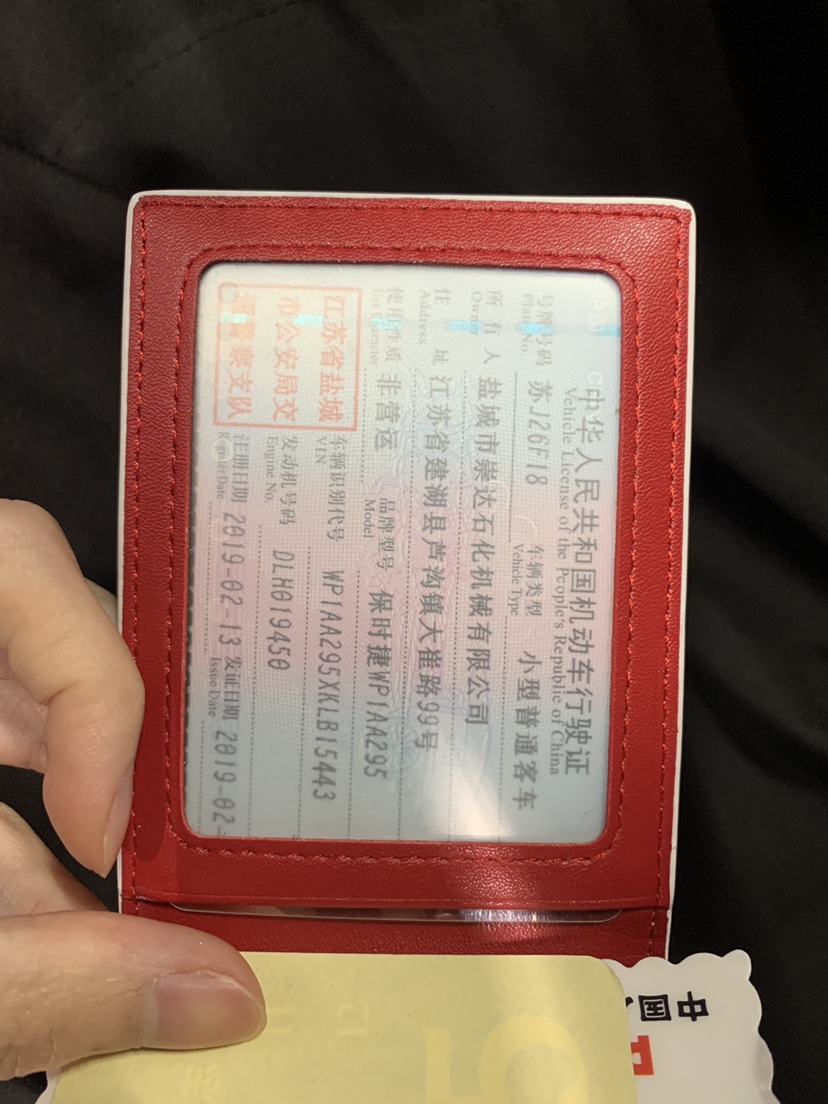 中华人民共和国机动车行驶证
Vehicle License of the People's Republic of China
号牌号码 苏J26F18 车辆类型 小型普通客车
Plate No. Vehicle Type
所有人 盐城市崇达石化机械有限公司
Owner
住址 江苏省建湖县芦沟镇大崔路99号
Address
使用性质 非营运 品牌型号 保时捷WP1AA295
Use Character Model
江苏省盐城
市公安局交
警察支队
车辆识别代号 WP1AA295XKLB15443
VIN
发动机号码 DLH019450
Engine No.
注册日期 2019-02-13 发证日期 2019-02-
Register Date Issue Date
中国